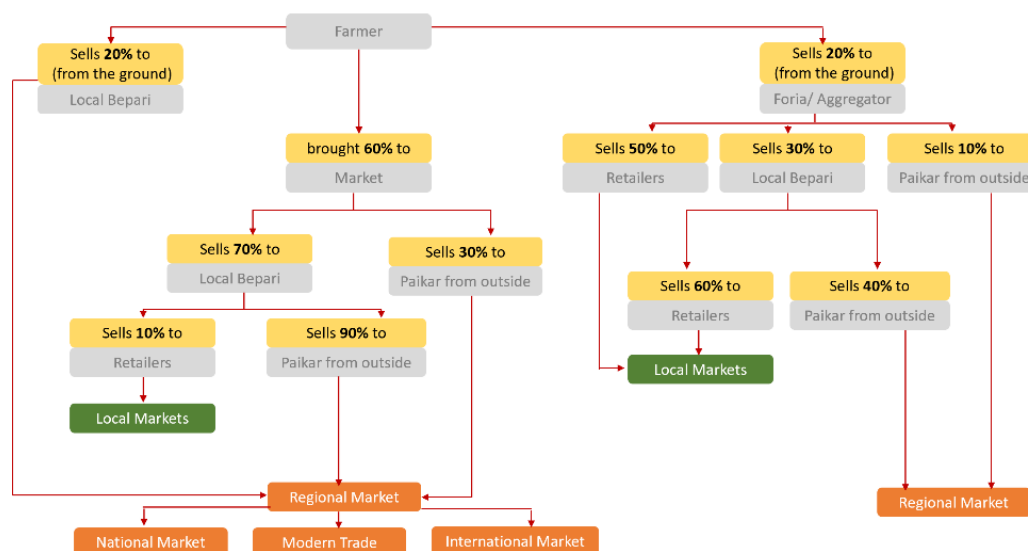 Farmer
Sells 20% to
(from the ground)
Local Bepari
Sells 20% to
(from the ground)
Foria/ Aggregator
brought 60% to
Market
Sells 50% to
Retailers
Sells 30% to
Local Bepari
Sells 10% to
Paikar from outside
Sells 70% to
Local Bepari
Sells 30% to
Paikar from outside
Sells 60% to
Retailers
Sells 40% to
Paikar from outside
Sells 10% to
Retailers
Sells 90% to
Paikar from outside
Local Markets
Local Markets
Regional Market
Regional Market
National Market
Modern Trade
International Market